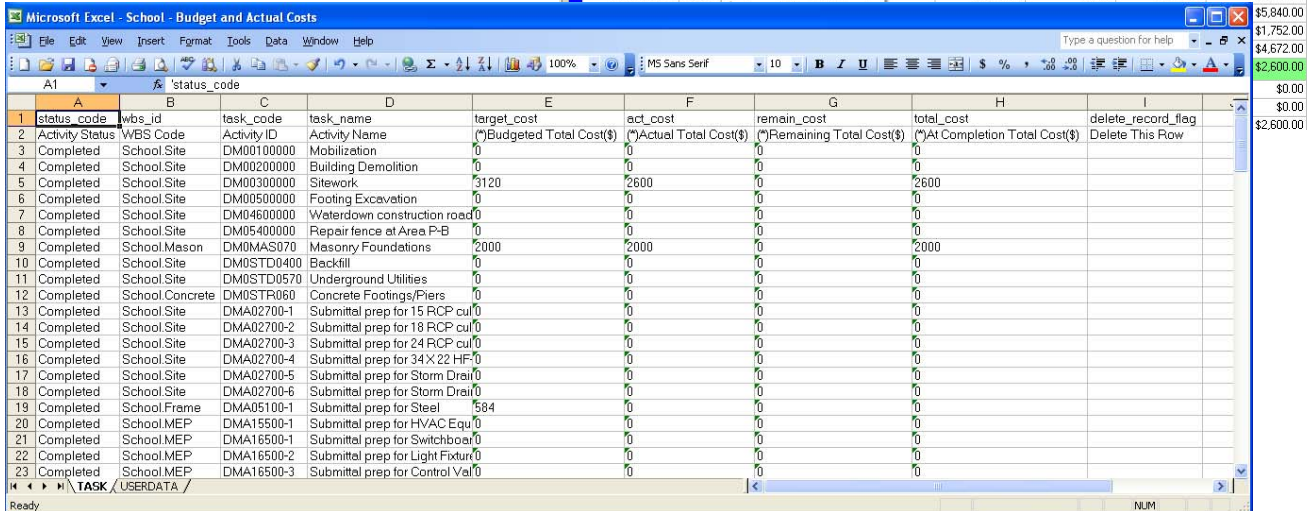 Microsoft Excel - School - Budget and Actual Costs
File Edit View Insert Format Tools Data Window Help Type a question for help
100% MS Sans Serif 10 B I U $ % ,
A1 fx 'status_code
A B C D E F G H I
1 status_code wbs_id task_code task_name target_cost act_cost remain_cost total_cost delete_record_flag
2 Activity Status WBS Code Activity ID Activity Name (*)Budgeted Total Cost($) (*)Actual Total Cost($) (*)Remaining Total Cost($) (*)At Completion Total Cost($) Delete This Row
3 Completed School.Site DM00100000 Mobilization 0 0 0 0
4 Completed School.Site DM00200000 Building Demolition 0 0 0 0
5 Completed School.Site DM00300000 Sitework 3120 2600 0 2600
6 Completed School.Site DM00500000 Footing Excavation 0 0 0 0
7 Completed School.Site DM04600000 Waterdown construction road 0 0 0 0
8 Completed School.Site DM05400000 Repair fence at Area P-B 0 0 0 0
9 Completed School.Mason DM0MAS070 Masonry Foundations 2000 2000 0 2000
10 Completed School.Site DM0STD0400 Backfill 0 0 0 0
11 Completed School.Site DM0STD0570 Underground Utilities 0 0 0 0
12 Completed School.Concrete DM0STR060 Concrete Footings/Piers 0 0 0 0
13 Completed School.Site DMA02700-1 Submittal prep for 15 RCP cul 0 0 0 0
14 Completed School.Site DMA02700-2 Submittal prep for 18 RCP cul 0 0 0 0
15 Completed School.Site DMA02700-3 Submittal prep for 24 RCP cul 0 0 0 0
16 Completed School.Site DMA02700-4 Submittal prep for 34 X 22 HF- 0 0 0 0
17 Completed School.Site DMA02700-5 Submittal prep for Storm Drai 0 0 0 0
18 Completed School.Site DMA02700-6 Submittal prep for Storm Drai 0 0 0 0
19 Completed School.Frame DMA05100-1 Submittal prep for Steel 584 0 0 0
20 Completed School.MEP DMA15500-1 Submittal prep for HVAC Equ 0 0 0 0
21 Completed School.MEP DMA16500-1 Submittal prep for Switchboar 0 0 0 0
22 Completed School.MEP DMA16500-2 Submittal prep for Light Fixture 0 0 0 0
23 Completed School.MEP DMA16500-3 Submittal prep for Control Val 0 0 0 0
TASK USERDATA
Ready NUM
$5,840.00
$1,752.00
$4,672.00
$2,600.00
$0.00
$0.00
$2,600.00